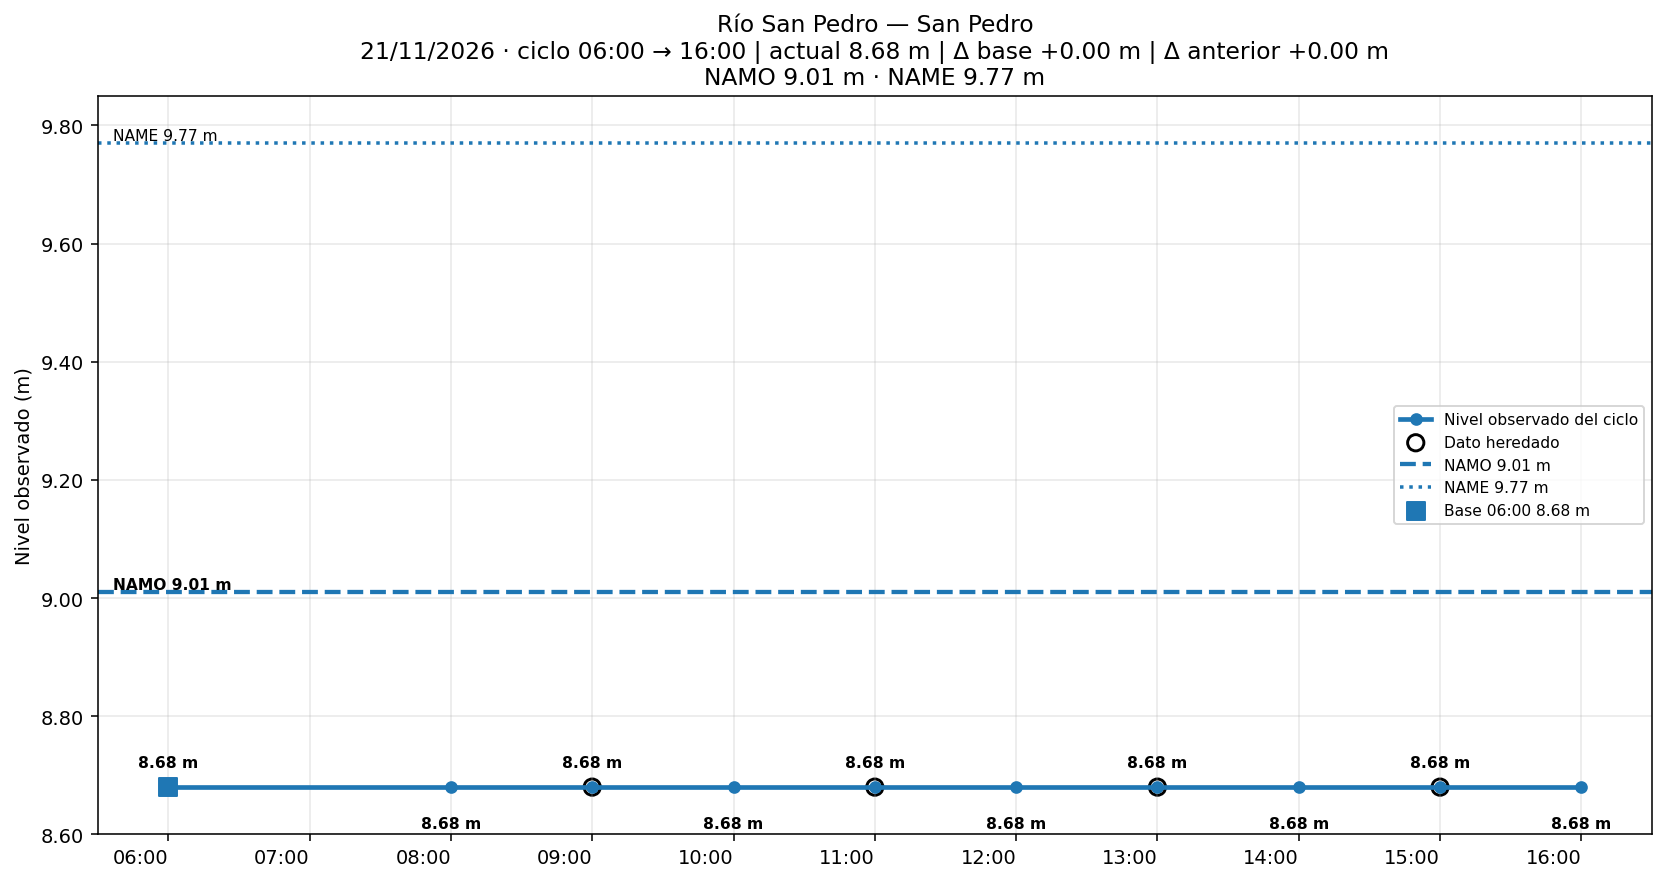 Río San Pedro — San Pedro
21/11/2026 · ciclo 06:00 → 16:00 | actual 8.68 m | Δ base +0.00 m | Δ anterior +0.00 m
NAMO 9.01 m · NAME 9.77 m
Nivel observado (m)
9.80
9.60
9.40
9.20
9.00
8.80
8.60
NAME 9.77 m
NAMO 9.01 m
Nivel observado del ciclo
Dato heredado
NAMO 9.01 m
NAME 9.77 m
Base 06:00 8.68 m
8.68 m 8.68 m 8.68 m 8.68 m 8.68 m
8.68 m 8.68 m 8.68 m 8.68 m 8.68 m
06:00 07:00 08:00 09:00 10:00 11:00 12:00 13:00 14:00 15:00 16:00